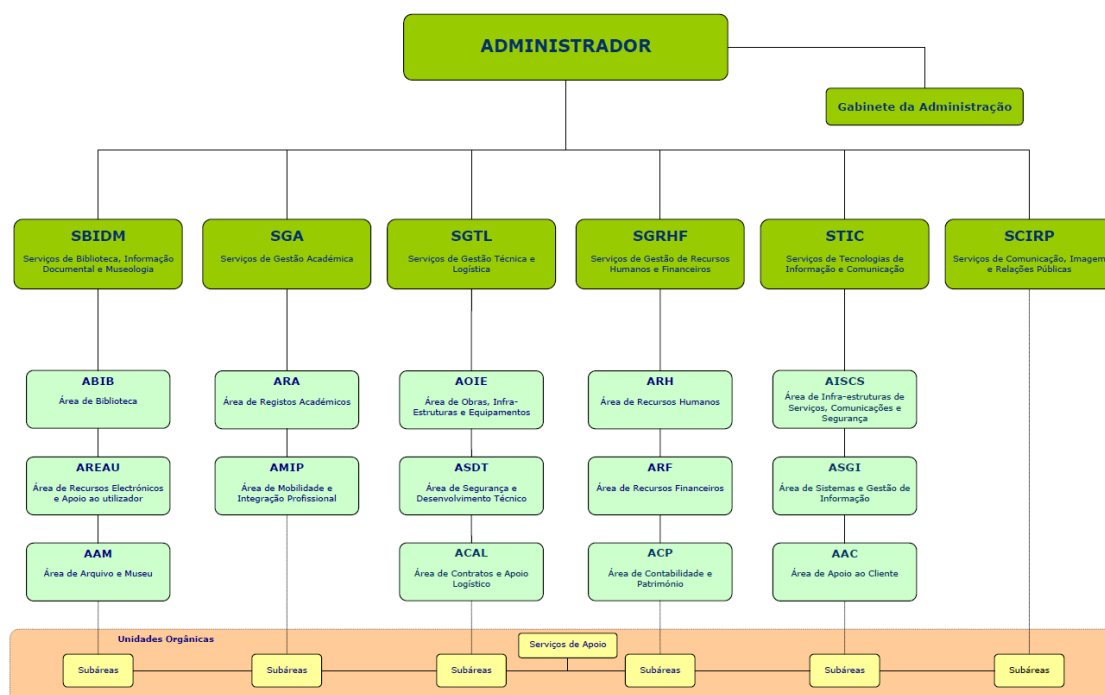 ADMINISTRADOR
Gabinete da Administração
SBIDM
Serviços de Biblioteca, Informação
Documental e Museologia
SGA
Serviços de Gestão Académica
SGTL
Serviços de Gestão Técnica e
Logística
SGRHF
Serviços de Gestão de Recursos
Humanos e Financeiros
STIC
Serviços de Tecnologias de
Informação e Comunicação
SCIRP
Serviços de Comunicação, Imagem
e Relações Públicas
ABIB
Área de Biblioteca
ARA
Área de Registos Académicos
AOIE
Área de Obras, Infra-
Estruturas e Equipamentos
ARH
Área de Recursos Humanos
AISCS
Área de Infra-estruturas de
Serviços, Comunicações e
Segurança
AREAU
Área de Recursos Electrónicos
e Apoio ao utilizador
AMIP
Área de Mobilidade e
Integração Profissional
ASDT
Área de Segurança e
Desenvolvimento Técnico
ARF
Área de Recursos Financeiros
ASGI
Área de Sistemas e Gestão de
Informação
AAM
Área de Arquivo e Museu
ACAL
Área de Contratos e Apoio
Logístico
ACP
Área de Contabilidade e
Património
AAC
Área de Apoio ao Cliente
Unidades Orgânicas
Serviços de Apoio
Subáreas
Subáreas
Subáreas
Subáreas
Subáreas
Subáreas